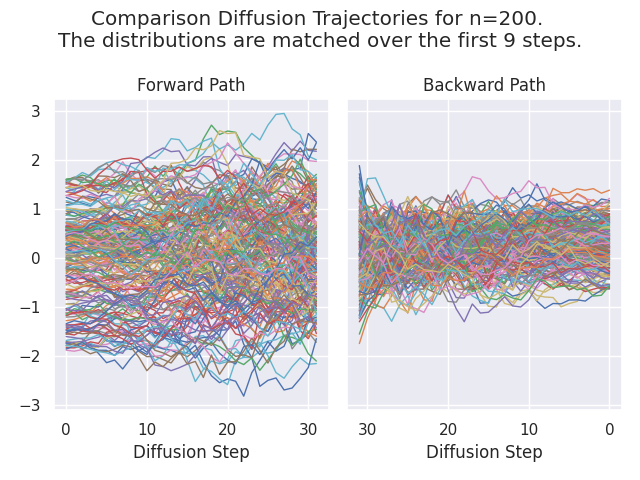 Comparison Diffusion Trajectories for n=200.
The distributions are matched over the first 9 steps.
Forward Path
Backward Path
3
2
1
0
−1
−2
−3
0 10 20 30
30 20 10 0
Diffusion Step
Diffusion Step